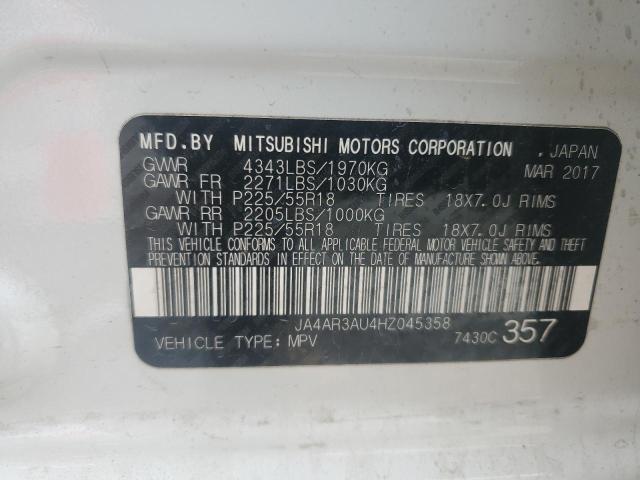 MFD.BY MITSUBISHI MOTORS CORPORATION . JAPAN
GVWR 4343LBS/1970KG MAR 2017
GAWR FR 2271LBS/1030KG
WITH P225/55R18 TIRES 18X7.0J RIMS
GAWR RR 2205LBS/1000KG
WITH P225/55R18 TIRES 18X7.0J RIMS
THIS VEHICLE CONFORMS TO ALL APPLICABLE FEDERAL MOTOR VEHICLE SAFETY AND THEFT
PREVENTION STANDARDS IN EFFECT ON THE DATE OF MANUFACTURE SHOWN ABOVE.
JA4AR3AU4HZ045358
VEHICLE TYPE: MPV 7430C 357